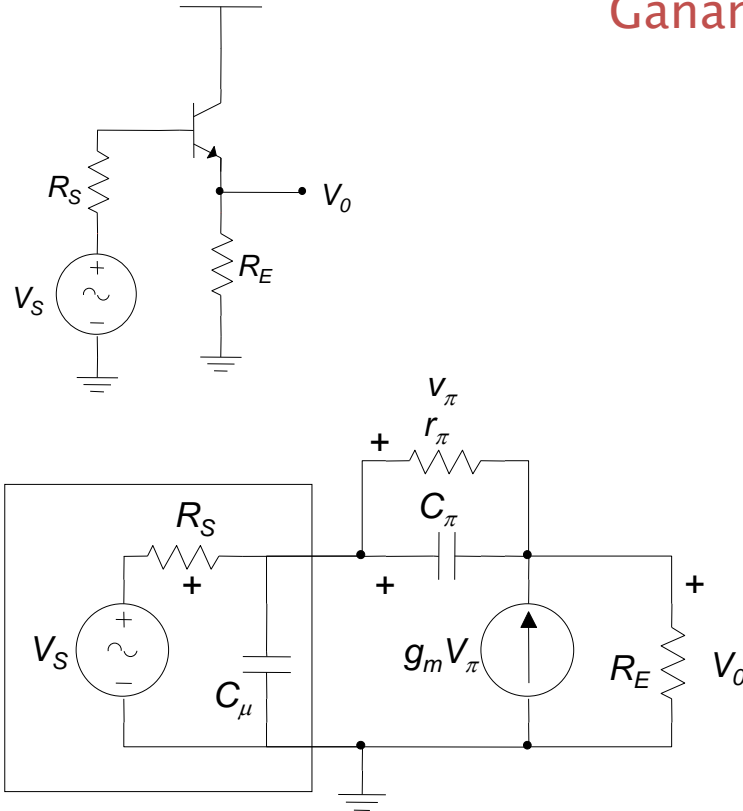 Ganar
R_S
V_0
R_E
+
V_S
−
v_π
+
r_π
R_S
C_π
+
+
+
+
V_S
−
g_m V_π
R_E
V_0
C_μ